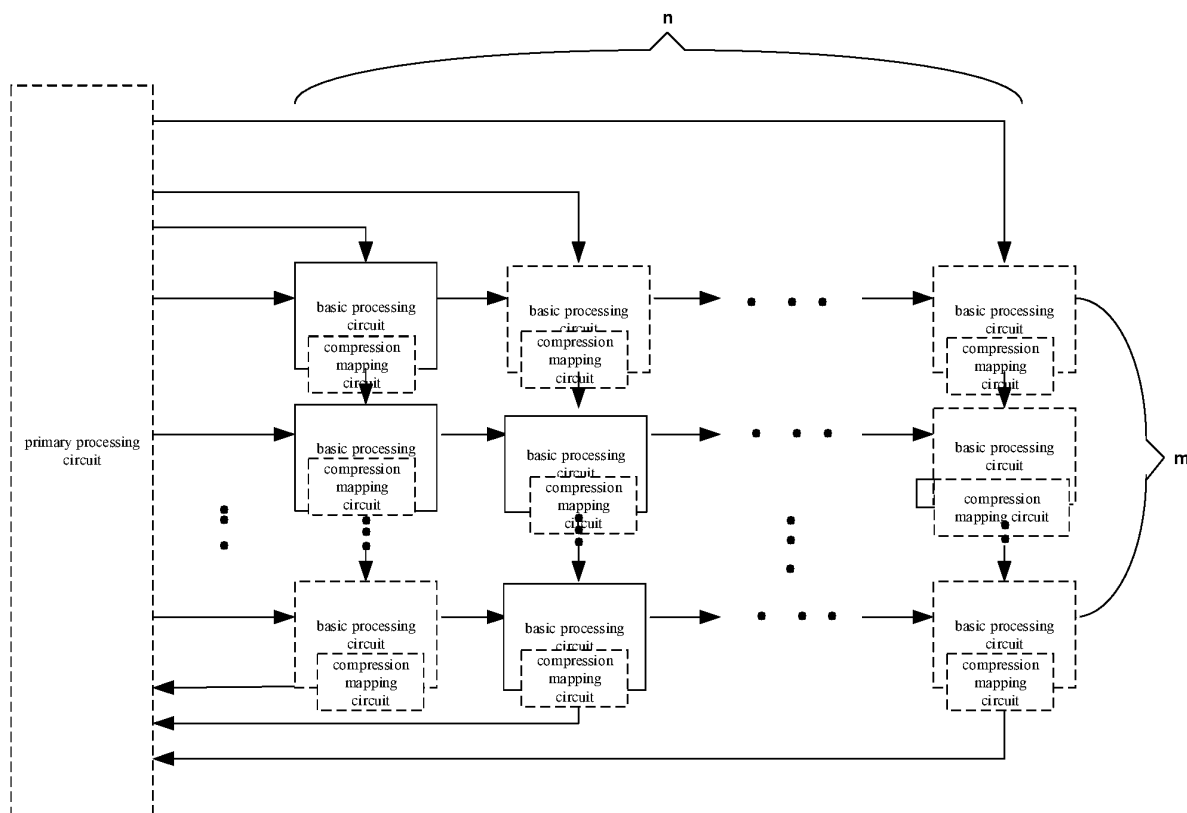 n
basic processing
circuit
compression
mapping
circuit
basic processing
circuit
compression
mapping
circuit
basic processing
circuit
compression
mapping
circuit
primary processing
circuit
basic processing
compression
mapping
circuit
basic processing
circuit
compression
mapping
circuit
basic processing
circuit
compression
mapping circuit
m
basic processing
circuit
compression
mapping
circuit
basic processing
circuit
compression
mapping
circuit
basic processing
circuit
compression
mapping
circuit